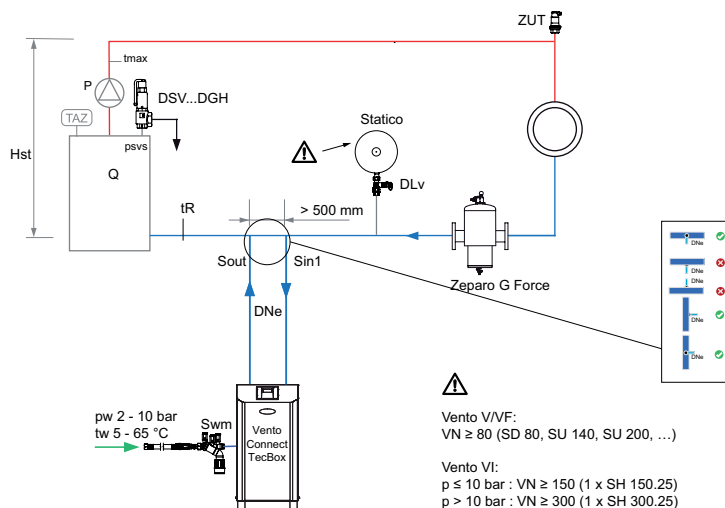 ZUT
tmax
P
DSV...DGH
TAZ
Statico
psvs
Hst
Q
DLv
tR
> 500 mm
Sout
Sin1
Zeparo G Force
DNe
DNe
DNe
DNe
DNe
DNe
pw 2 - 10 bar
tw 5 - 65 °C
Swm
Vento
Connect
TecBox
Vento V/VF:
VN ≥ 80 (SD 80, SU 140, SU 200, …)
Vento VI:
p ≤ 10 bar : VN ≥ 150 (1 x SH 150.25)
p > 10 bar : VN ≥ 300 (1 x SH 300.25)